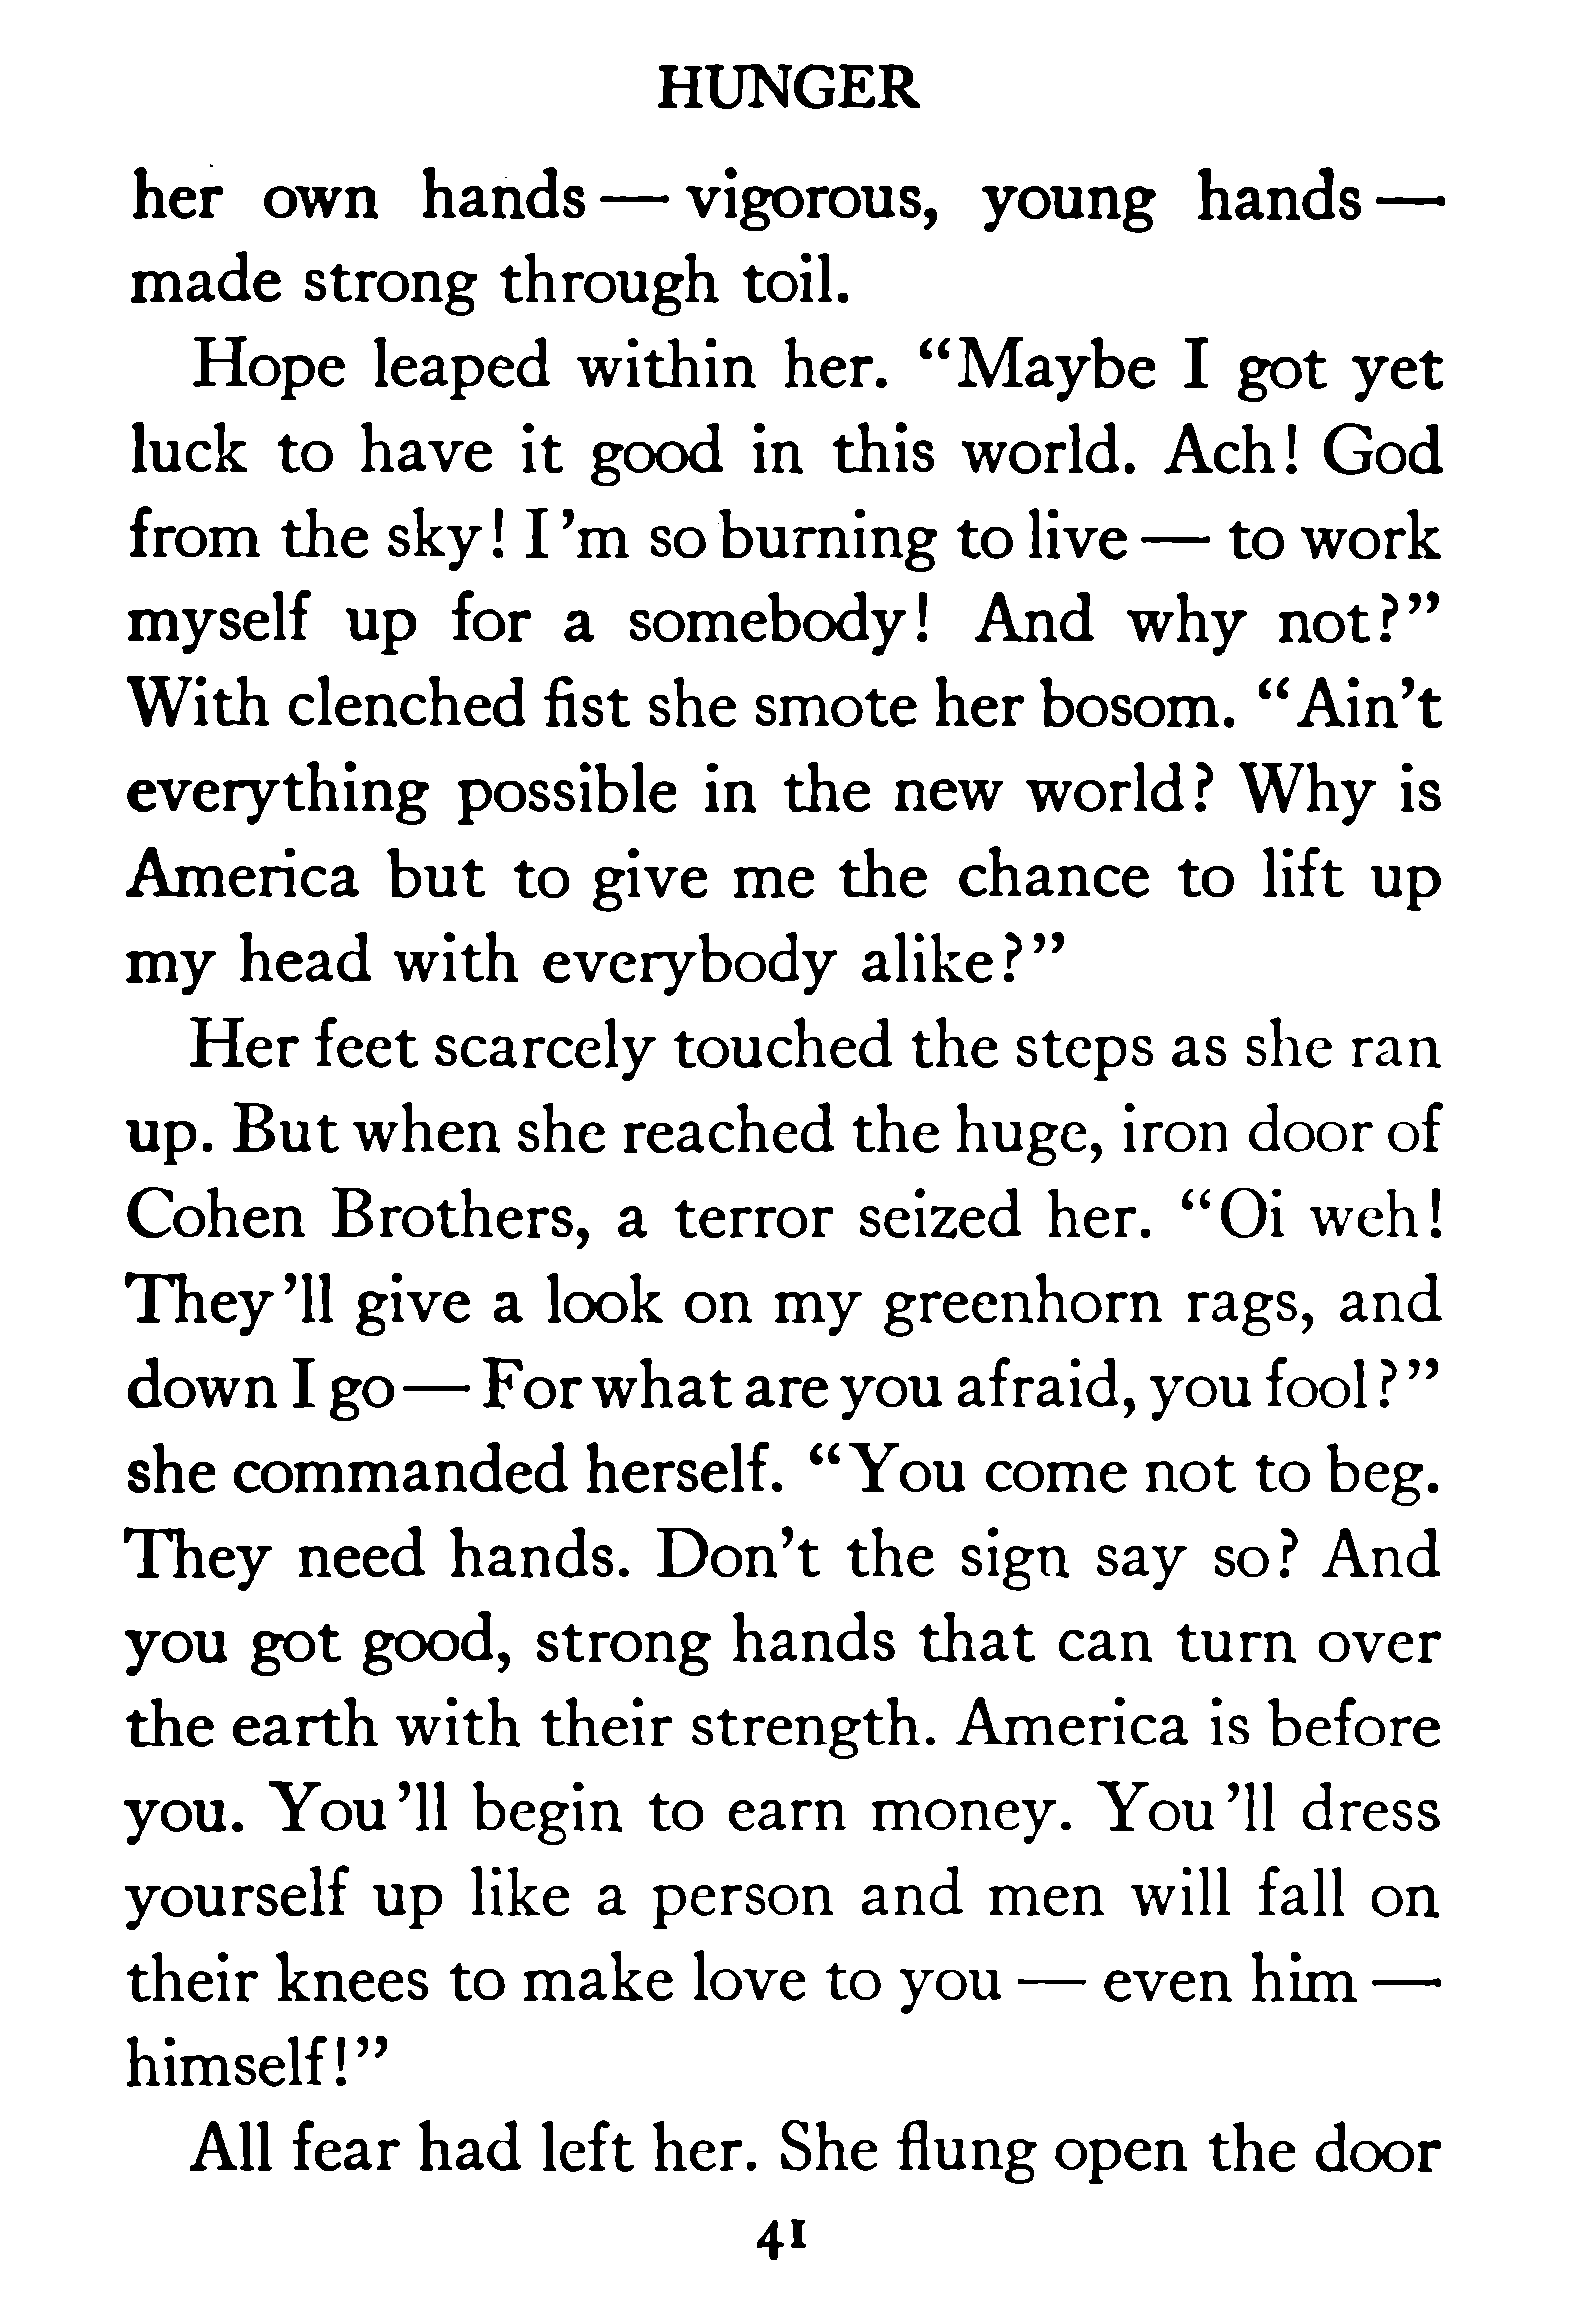 HUNGER
her own hands — vigorous, young hands —
made strong through toil.
Hope leaped within her. “Maybe I got yet
luck to have it good in this world. Ach! God
from the sky! I’m so burning to live — to work
myself up for a somebody! And why not?”
With clenched fist she smote her bosom. “Ain’t
everything possible in the new world? Why is
America but to give me the chance to lift up
my head with everybody alike?”
Her feet scarcely touched the steps as she ran
up. But when she reached the huge, iron door of
Cohen Brothers, a terror seized her. “Oi weh!
They’ll give a look on my greenhorn rags, and
down I go — For what are you afraid, you fool?”
she commanded herself. “You come not to beg.
They need hands. Don’t the sign say so? And
you got good, strong hands that can turn over
the earth with their strength. America is before
you. You’ll begin to earn money. You’ll dress
yourself up like a person and men will fall on
their knees to make love to you — even him —
himself!”
All fear had left her. She flung open the door
41